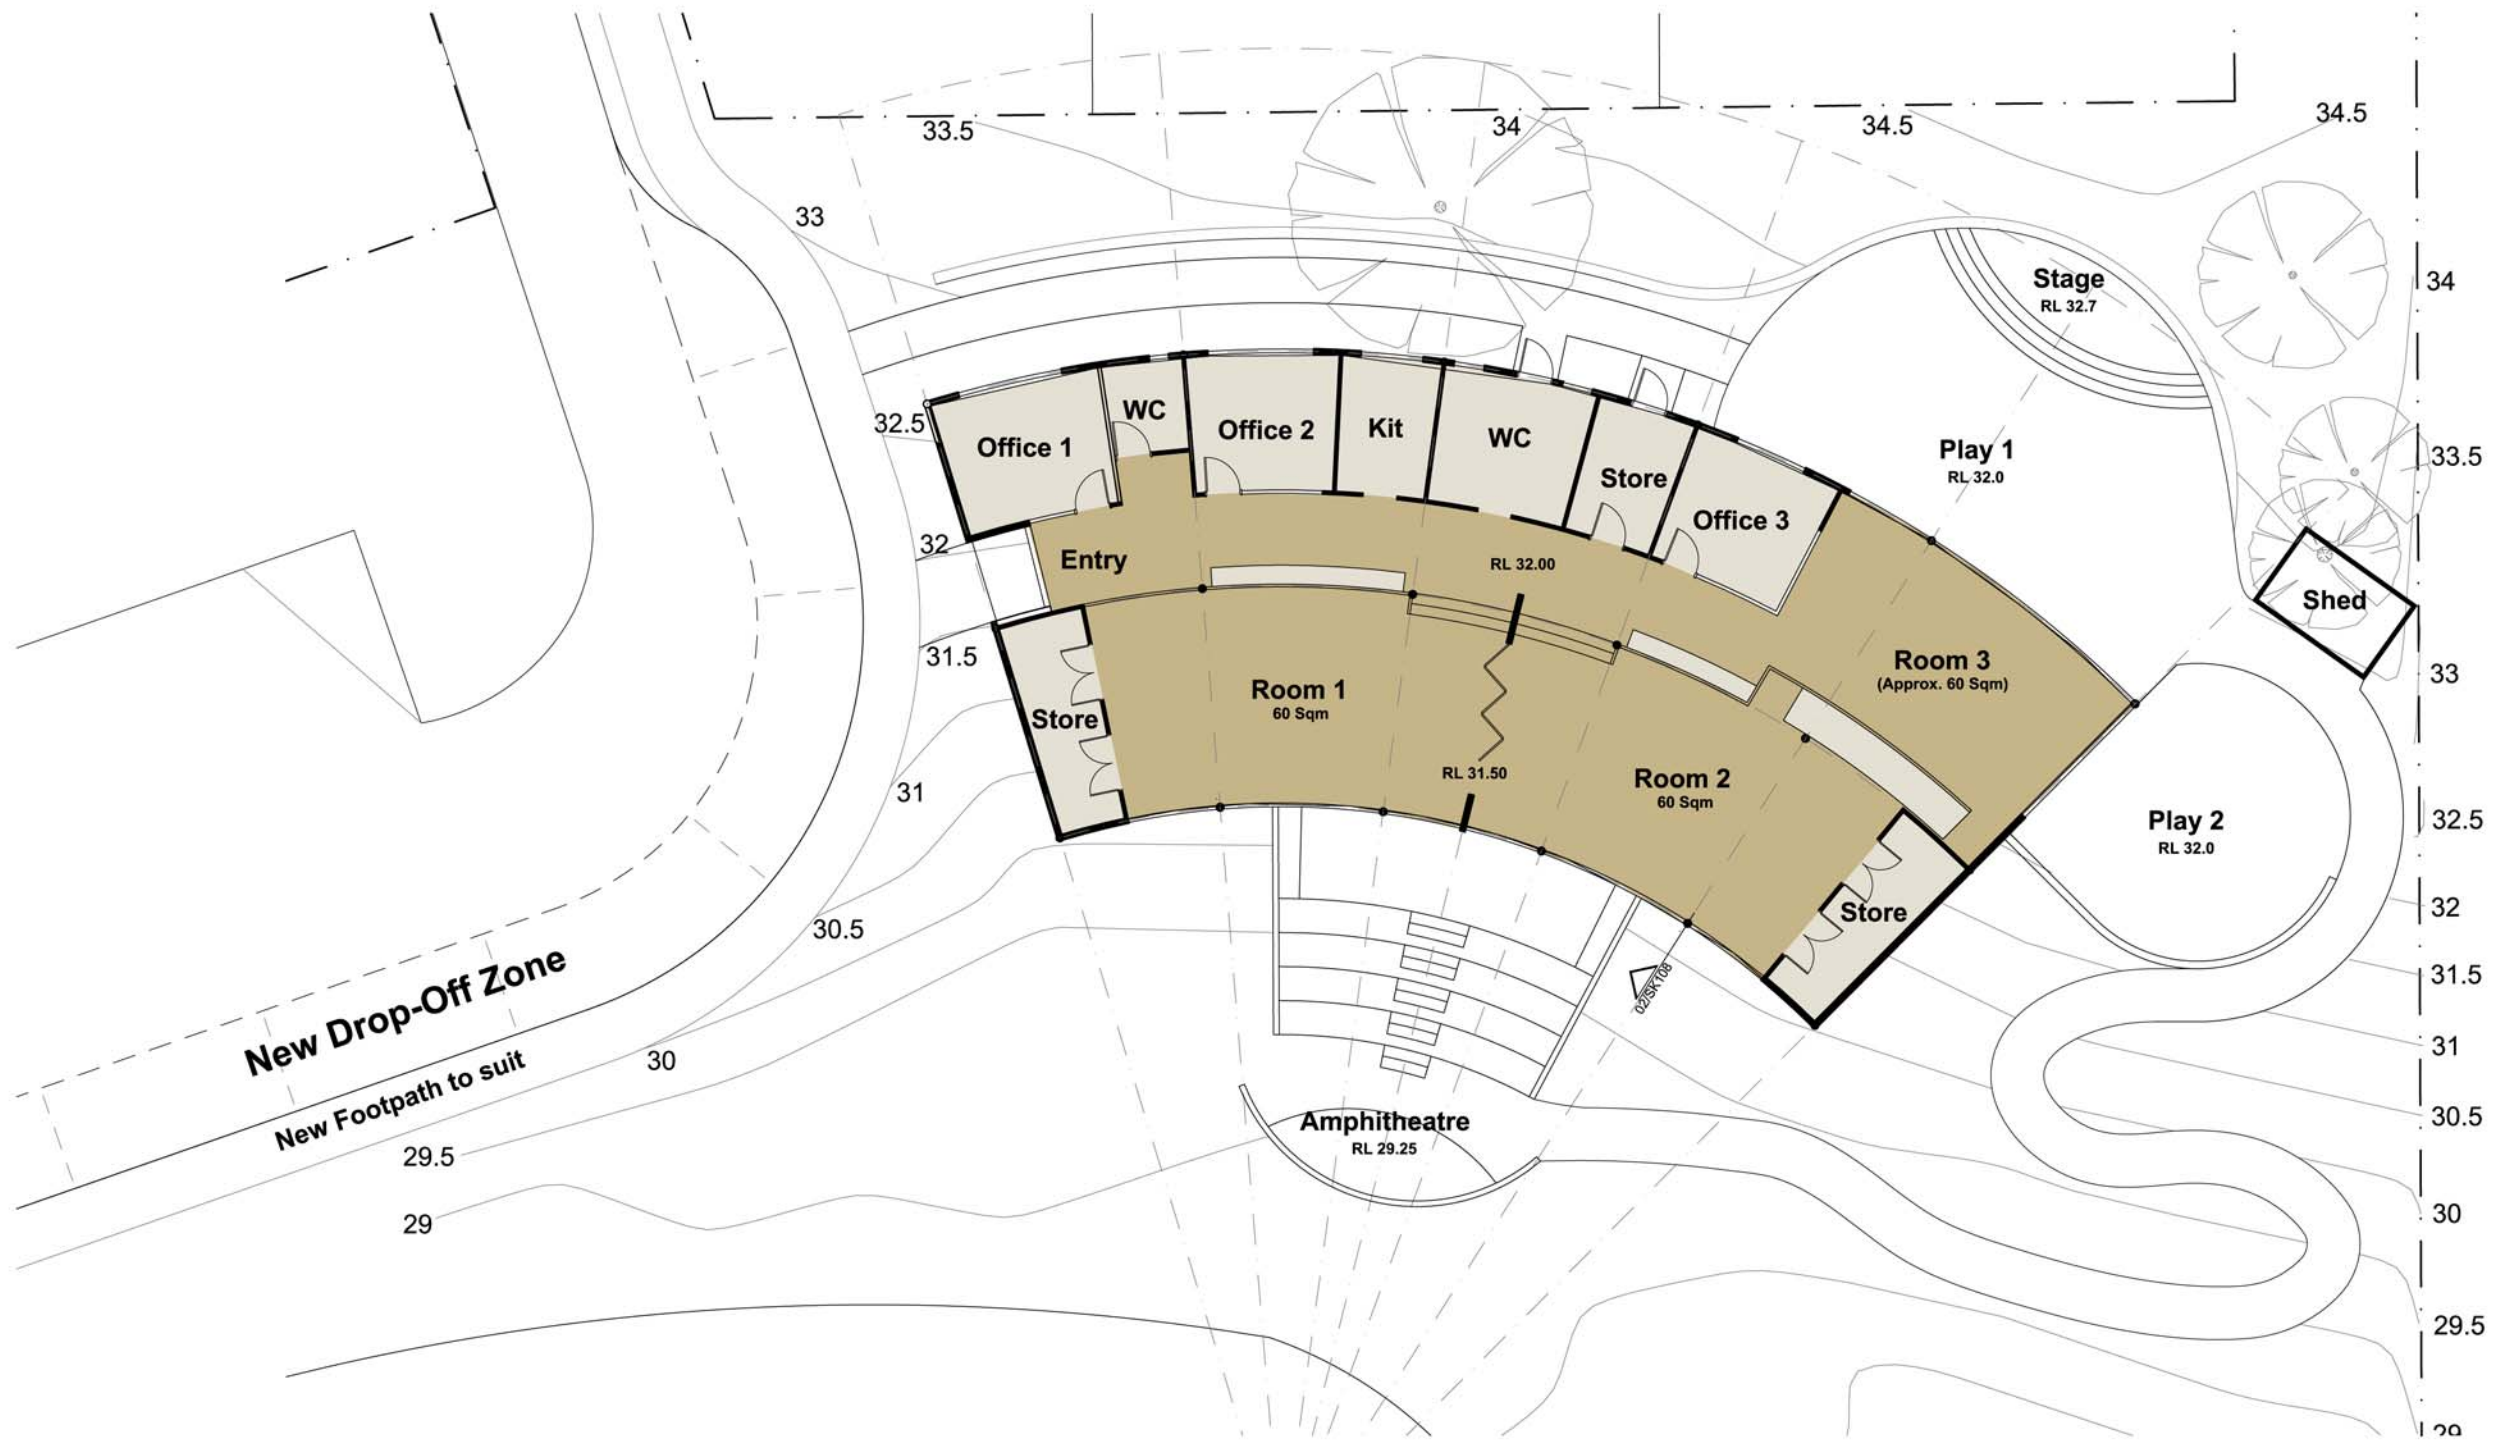 33.5
34
34.5
34.5
33
Stage
RL 32.7
34
32.5
Office 1
WC
Office 2
Kit
WC
Store
Office 3
Play 1
RL 32.0
33.5
32
Entry
RL 32.00
Shed
31.5
Store
Room 1
60 Sqm
Room 3
(Approx. 60 Sqm)
33
31
RL 31.50
Room 2
60 Sqm
Play 2
RL 32.0
32.5
30.5
Store
32
New Drop-Off Zone
02/SK108
31.5
30
New Footpath to suit
31
Amphitheatre
RL 29.25
30.5
29.5
29
30
29.5
29